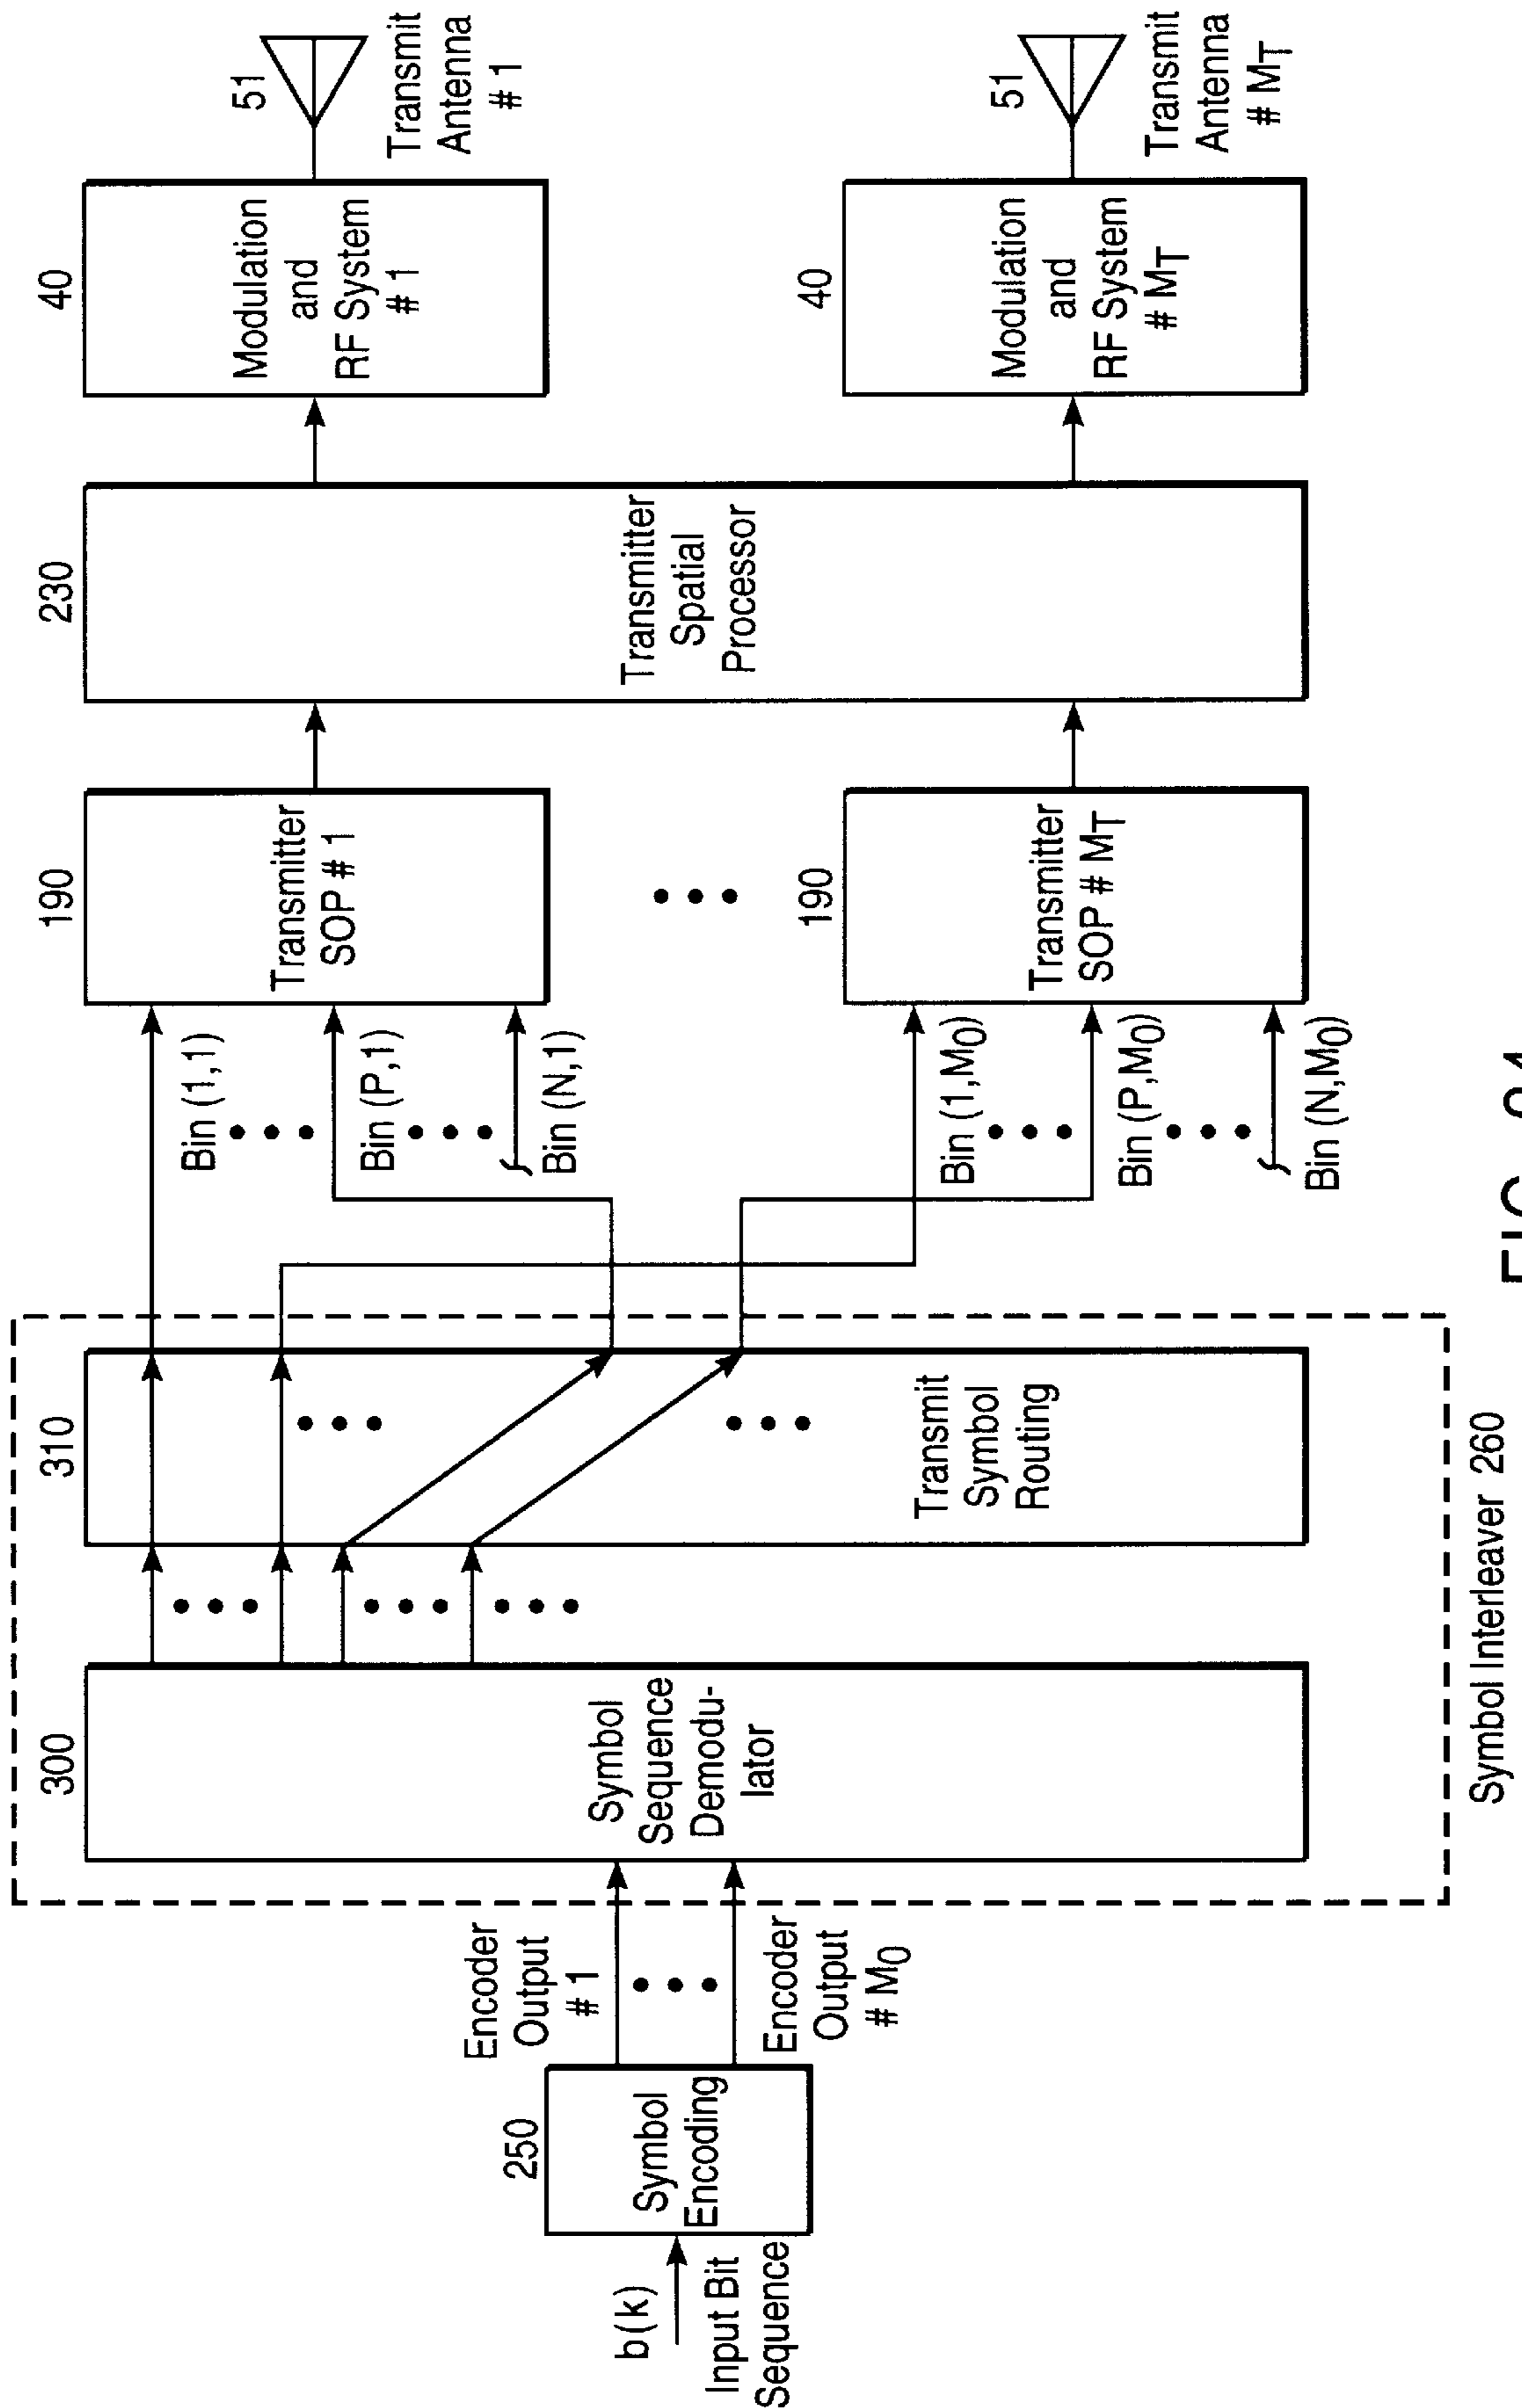 b(k)
Input Bit
Sequence
250
Symbol
Encoding
Encoder
Output
# 1
Encoder
Output
# M0
300
Symbol
Sequence
Demodu-
lator
310
Transmit
Symbol
Routing
Symbol Interleaver 260
Bin (1,1)
Bin (P,1)
Bin (N,1)
Bin (1,M0)
Bin (P,M0)
Bin (N,M0)
190
Transmitter
SOP # 1
190
Transmitter
SOP # MT
230
Transmitter
Spatial
Processor
40
Modulation
and
RF System
# 1
40
Modulation
and
RF System
# MT
51
Transmit
Antenna
# 1
51
Transmit
Antenna
# MT